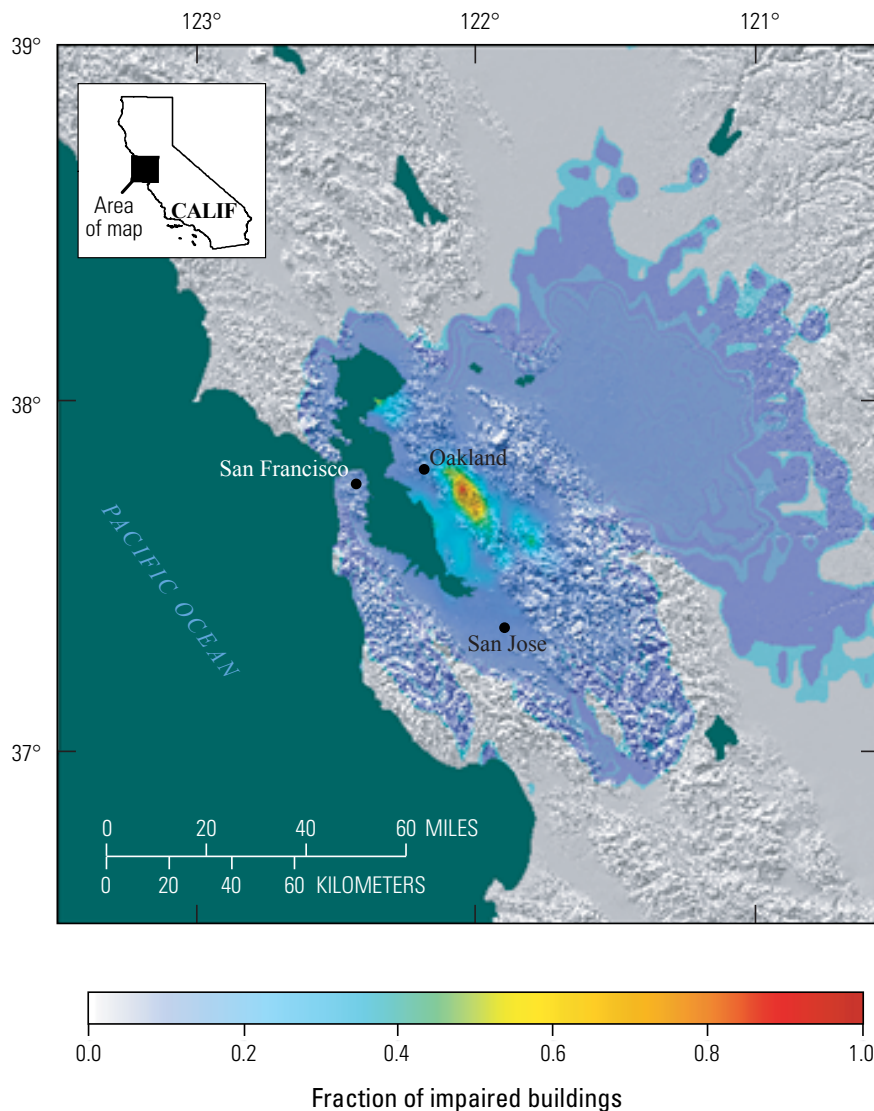 123°
122°
121°
39°
Area
of map
CALIF
38°
Oakland
San Francisco
PACIFIC OCEAN
San Jose
37°
0 20 40 60 MILES
0 20 40 60 KILOMETERS
0.0 0.2 0.4 0.6 0.8 1.0
Fraction of impaired buildings